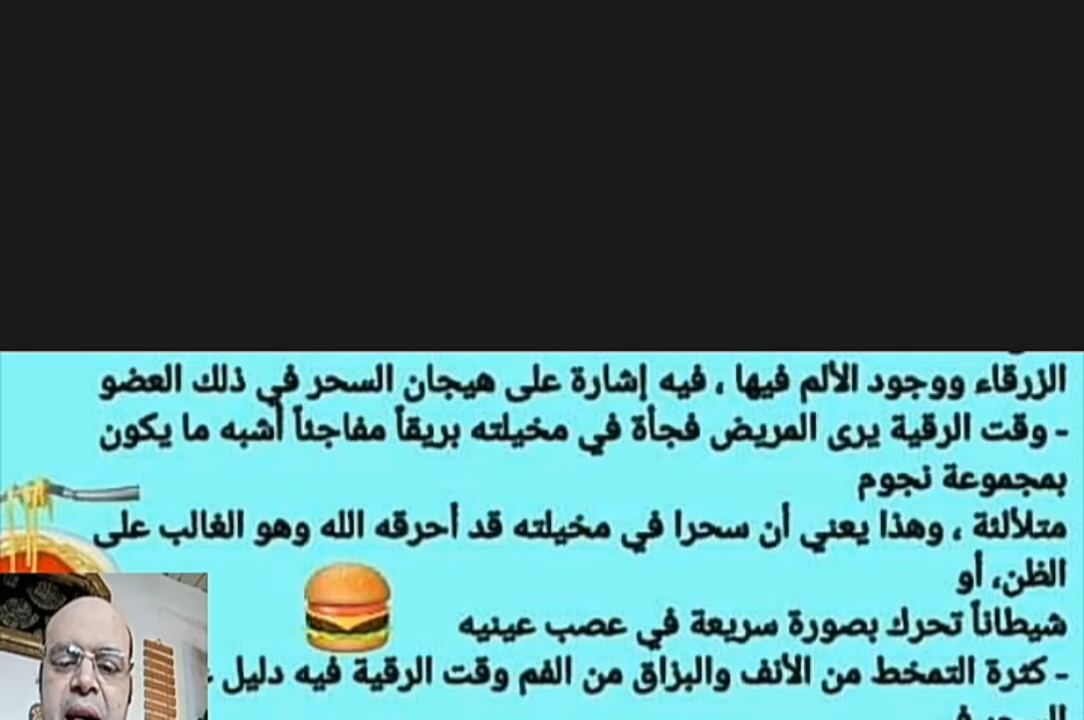 الزرقاء ووجود الألم فيها ، فيه إشارة على هيجان السحر في ذلك العضو
- وقت الرقية يرى المريض فجأة في مخيلته بريقاً مفاجئاً أشبه ما يكون
بمجموعة نجوم
متلألئة ، وهذا يعني أن سحرا في مخيلته قد أحرقه الله وهو الغالب على
الظن، أو
شيطاناً تحرك بصورة سريعة في عصب عينيه
- كثرة التمخط من الأنف والبزاق من الفم وقت الرقية فيه دليل